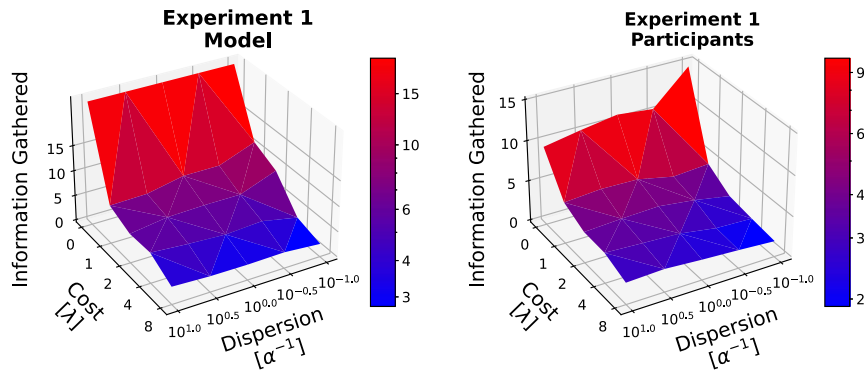 Experiment 1
Model
Information Gathered
15
10
5
0
0
1
2
4
8
Cost
[λ]
10^1.0
10^0.5
10^0.0
10^−0.5
10^−1.0
Dispersion
[α^−1]
15
10
6
4
3
Experiment 1
Participants
Information Gathered
15
10
5
0
0
1
2
4
8
Cost
[λ]
10^1.0
10^0.5
10^0.0
10^−0.5
10^−1.0
Dispersion
[α^−1]
9
6
4
3
2